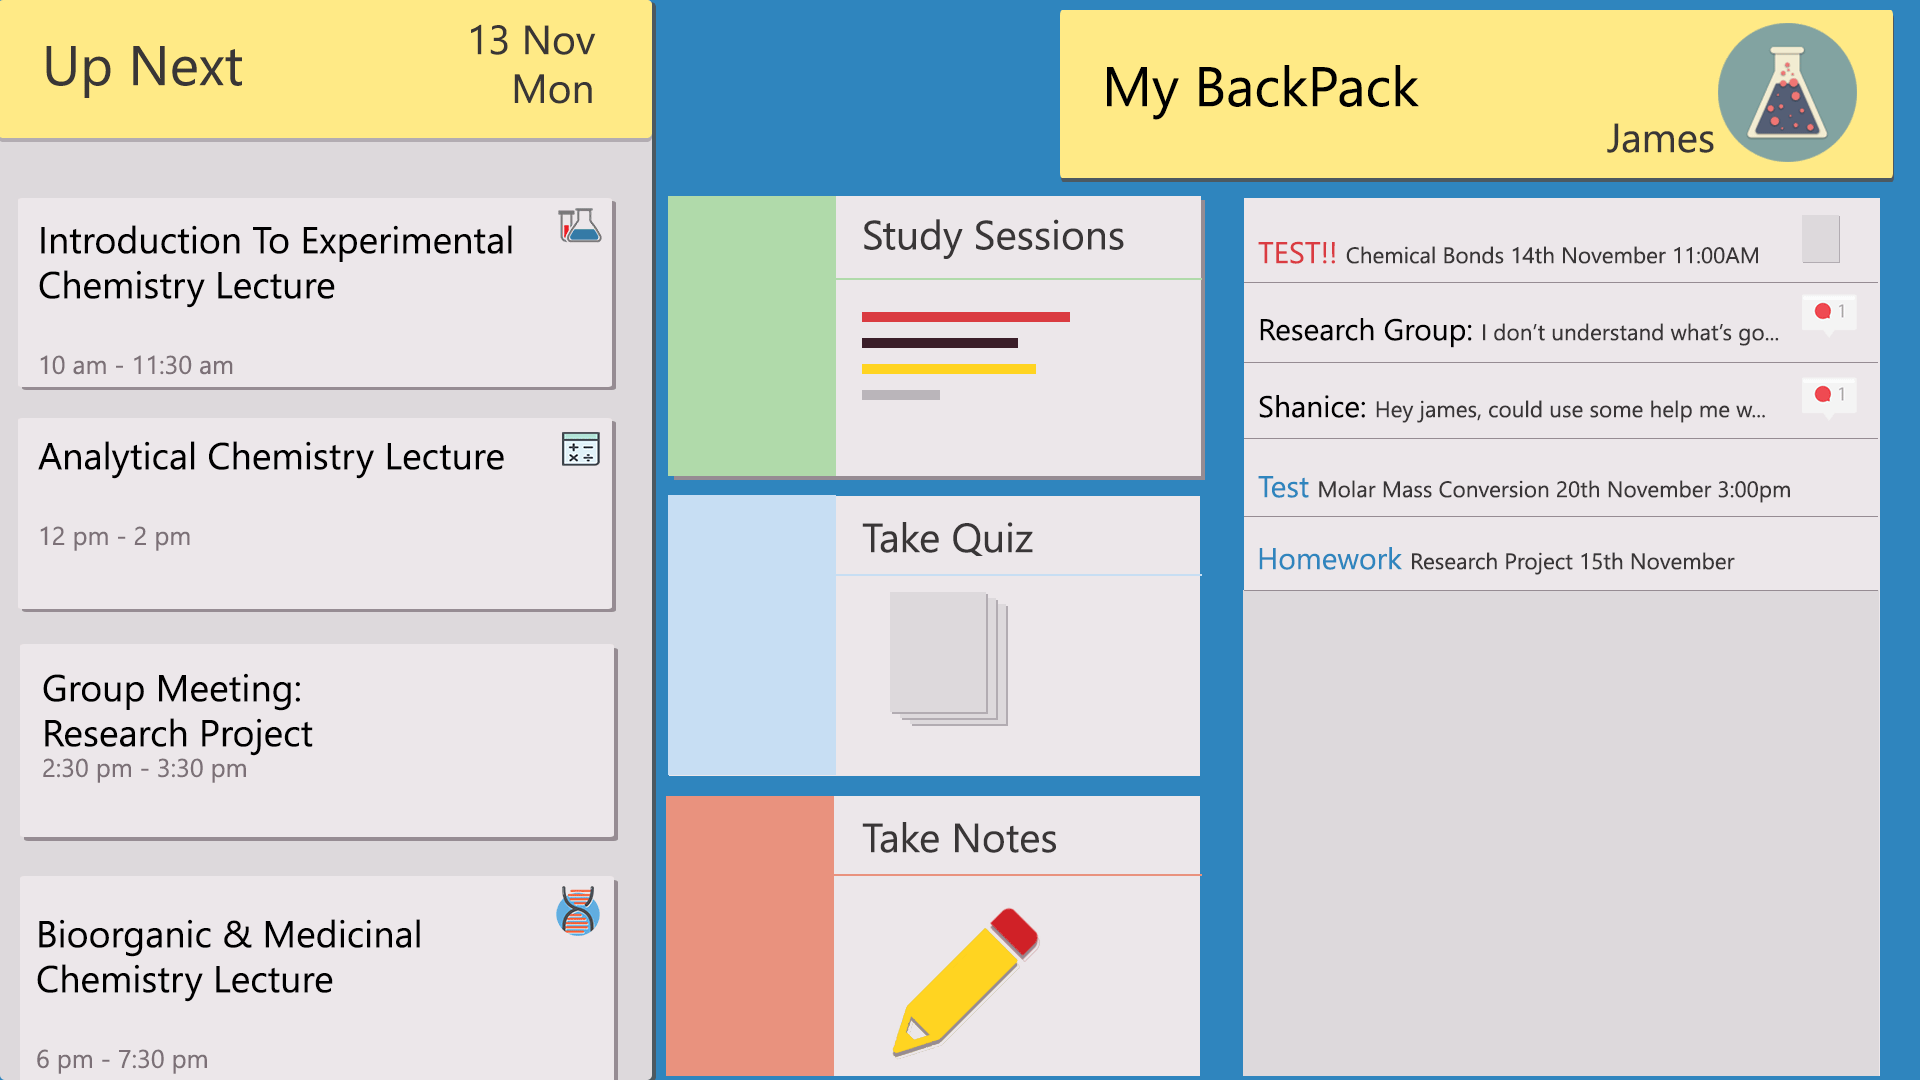 Up Next
13 Nov
Mon
Introduction To Experimental
Chemistry Lecture
10 am - 11:30 am
Analytical Chemistry Lecture
12 pm - 2 pm
Group Meeting:
Research Project
2:30 pm - 3:30 pm
Bioorganic & Medicinal
Chemistry Lecture
6 pm - 7:30 pm
My BackPack
James
Study Sessions
Take Quiz
Take Notes
TEST!! Chemical Bonds 14th November 11:00AM
Research Group: I don’t understand what’s go...
1
Shanice: Hey james, could use some help me w...
1
Test Molar Mass Conversion 20th November 3:00pm
Homework Research Project 15th November